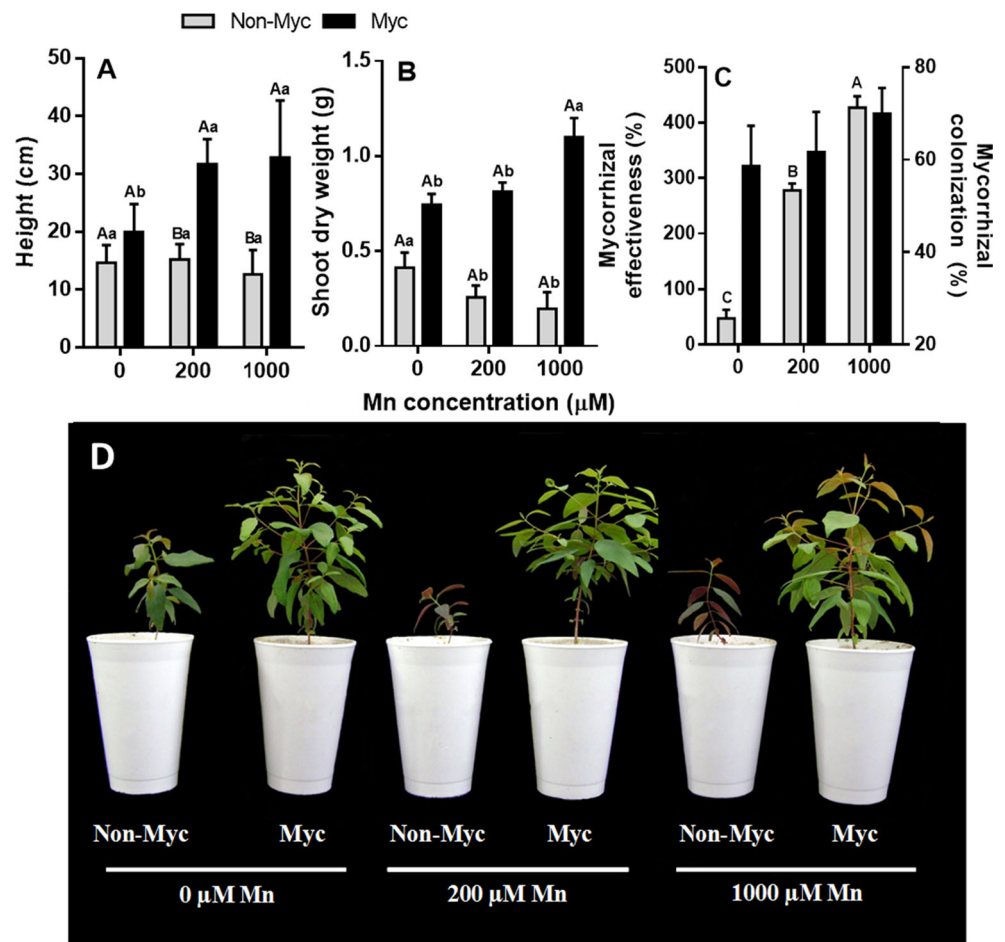 Non-Myc Myc
A
Height (cm)
50
40
30
20
10
0
Aa Ab Ba Aa Ba Aa
0 200 1000
B
Shoot dry weight (g)
1.5
1.0
0.5
0.0
Aa Ab Ab Ab Ab Aa
0 200 1000
C
Mycorrhizal
effectiveness (%)
500
400
300
200
100
0
C B A
0 200 1000
80
60
40
20
Mycorrhizal
colonization (%)
Mn concentration (µM)
D
Non-Myc Myc Non-Myc Myc Non-Myc Myc
0 µM Mn 200 µM Mn 1000 µM Mn